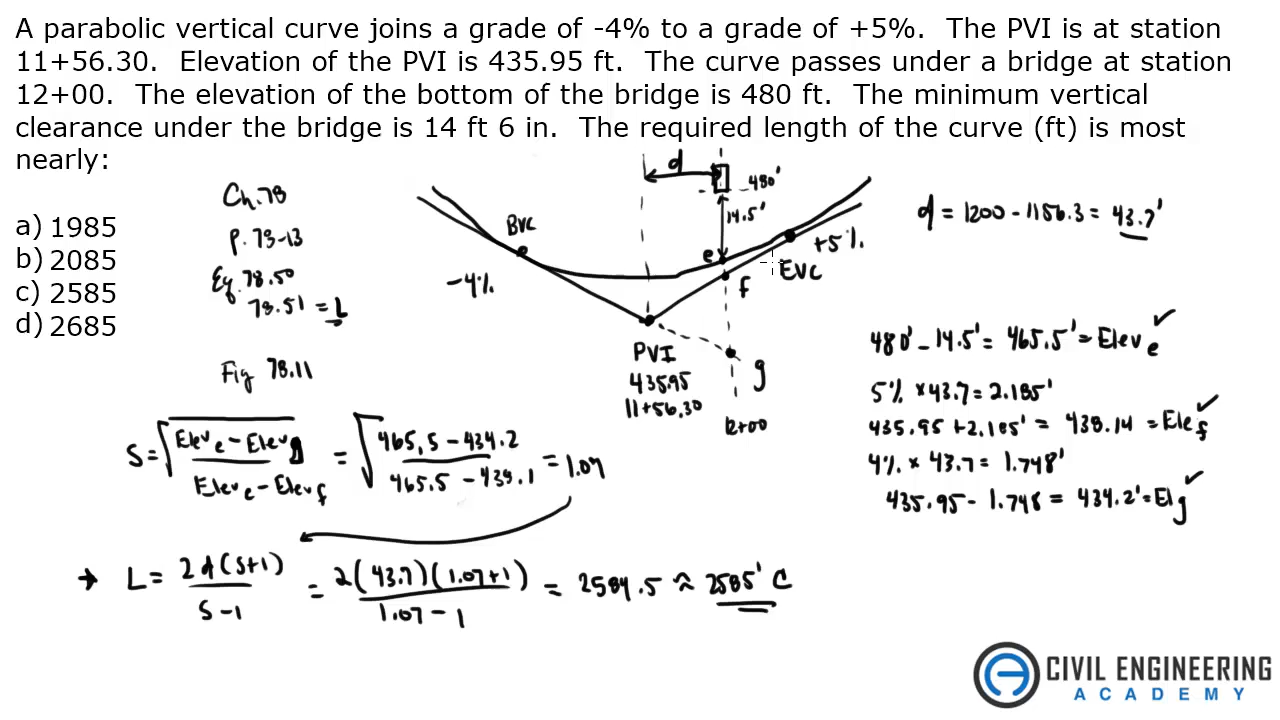 A parabolic vertical curve joins a grade of -4% to a grade of +5%.  The PVI is at station
11+56.30.  Elevation of the PVI is 435.95 ft.  The curve passes under a bridge at station
12+00.  The elevation of the bottom of the bridge is 480 ft.  The minimum vertical
clearance under the bridge is 14 ft 6 in.  The required length of the curve (ft) is most
nearly:
a) 1985
b) 2085
c) 2585
d) 2685
Ch. 78
P. 78-13
Eq. 78.50
78.51 = L
Fig 78.11
d
480'
14.5'
BVC
e
+5%
EVC
f
-4%
PVI
435.95
11+56.30
g
12+00
d = 1200 - 1156.3 = 43.7'
480' - 14.5' = 465.5' = Elev e ✓
5% × 43.7 = 2.185'
435.95 + 2.185' = 438.14 = Ele f ✓
4% × 43.7 = 1.748'
435.95 - 1.748 = 434.2' = El g ✓
S = √((Elev e - Elev g) / (Elev e - Elev f)) = √((465.5 - 434.2) / (465.5 - 438.1)) = 1.07
→ L = 2d(S+1) / (S-1) = 2(43.7)(1.07+1) / (1.07-1) = 2584.5 ≈ 2585' C
CIVIL ENGINEERING
ACADEMY